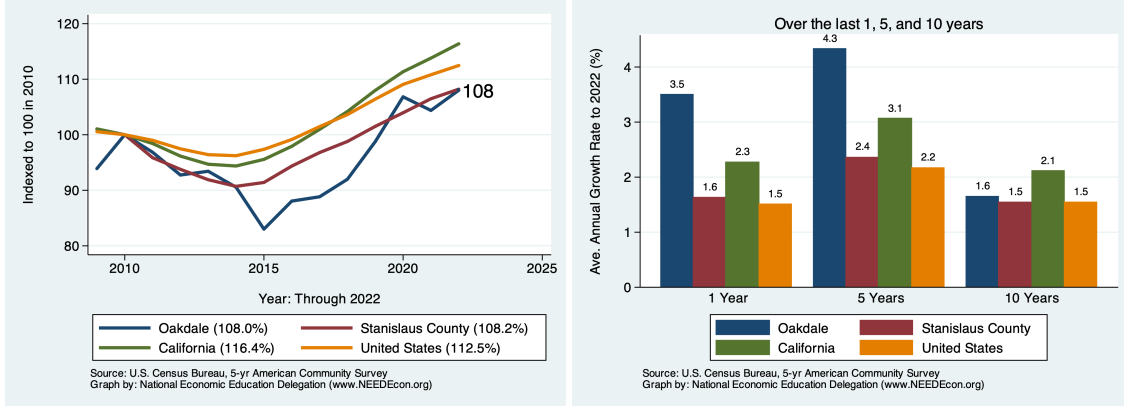 Indexed to 100 in 2010
120
110
100
90
80
108
2010
2015
2020
2025
Year: Through 2022
Oakdale (108.0%)
Stanislaus County (108.2%)
California (116.4%)
United States (112.5%)
Source: U.S. Census Bureau, 5-yr American Community Survey
Graph by: National Economic Education Delegation (www.NEEDEcon.org)
Over the last 1, 5, and 10 years
Ave. Annual Growth Rate to 2022 (%)
4
3
2
1
0
3.5
1.6
2.3
1.5
4.3
2.4
3.1
2.2
1.6
1.5
2.1
1.5
1 Year
5 Years
10 Years
Oakdale
Stanislaus County
California
United States
Source: U.S. Census Bureau, 5-yr American Community Survey
Graph by: National Economic Education Delegation (www.NEEDEcon.org)